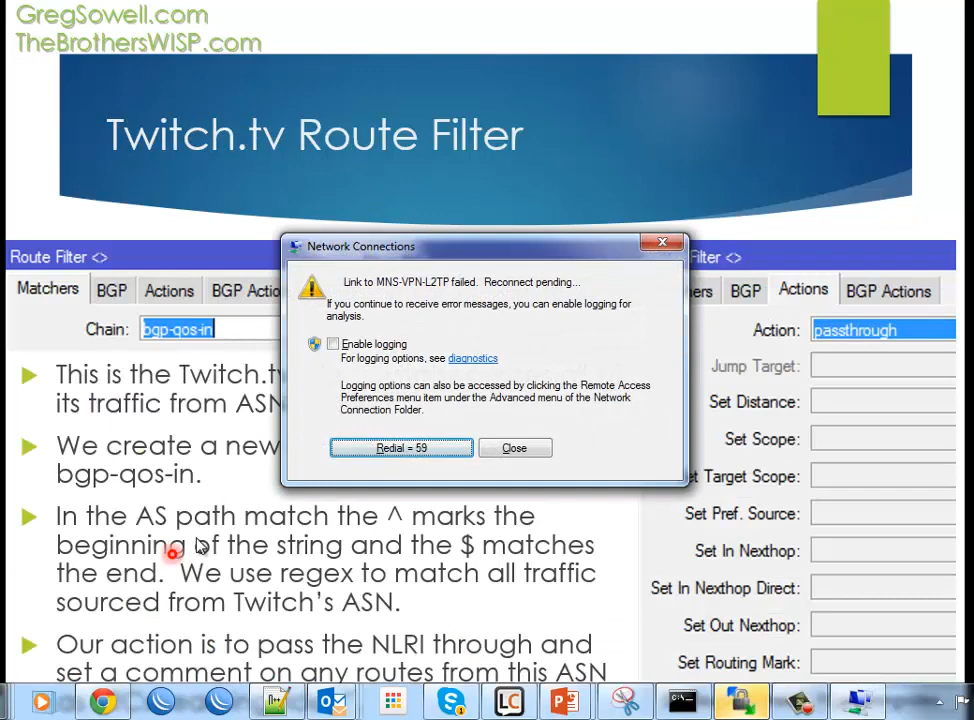 GregSowell.com
TheBrothersWISP.com
Twitch.tv Route Filter
Route Filter <>
Matchers BGP Actions BGP Actio
Chain: bgp-qos-in
Network Connections
Link to MNS-VPN-L2TP failed. Reconnect pending...
If you continue to receive error messages, you can enable logging for
analysis.
Enable logging
For logging options, see diagnostics
Logging options can also be accessed by clicking the Remote Access
Preferences menu item under the Advanced menu of the Network
Connection Folder.
Redial = 59 Close
Filter <>
ers BGP Actions BGP Actions
Action: passthrough
Jump Target:
Set Distance:
Set Scope:
et Target Scope:
Set Pref. Source:
Set In Nexthop:
Set In Nexthop Direct:
Set Out Nexthop:
Set Routing Mark:
This is the Twitch.t
its traffic from ASN
We create a new
bgp-qos-in.
In the AS path match the ^ marks the
beginning of the string and the $ matches
the end. We use regex to match all traffic
sourced from Twitch's ASN.
Our action is to pass the NLRI through and
set a comment on any routes from this ASN